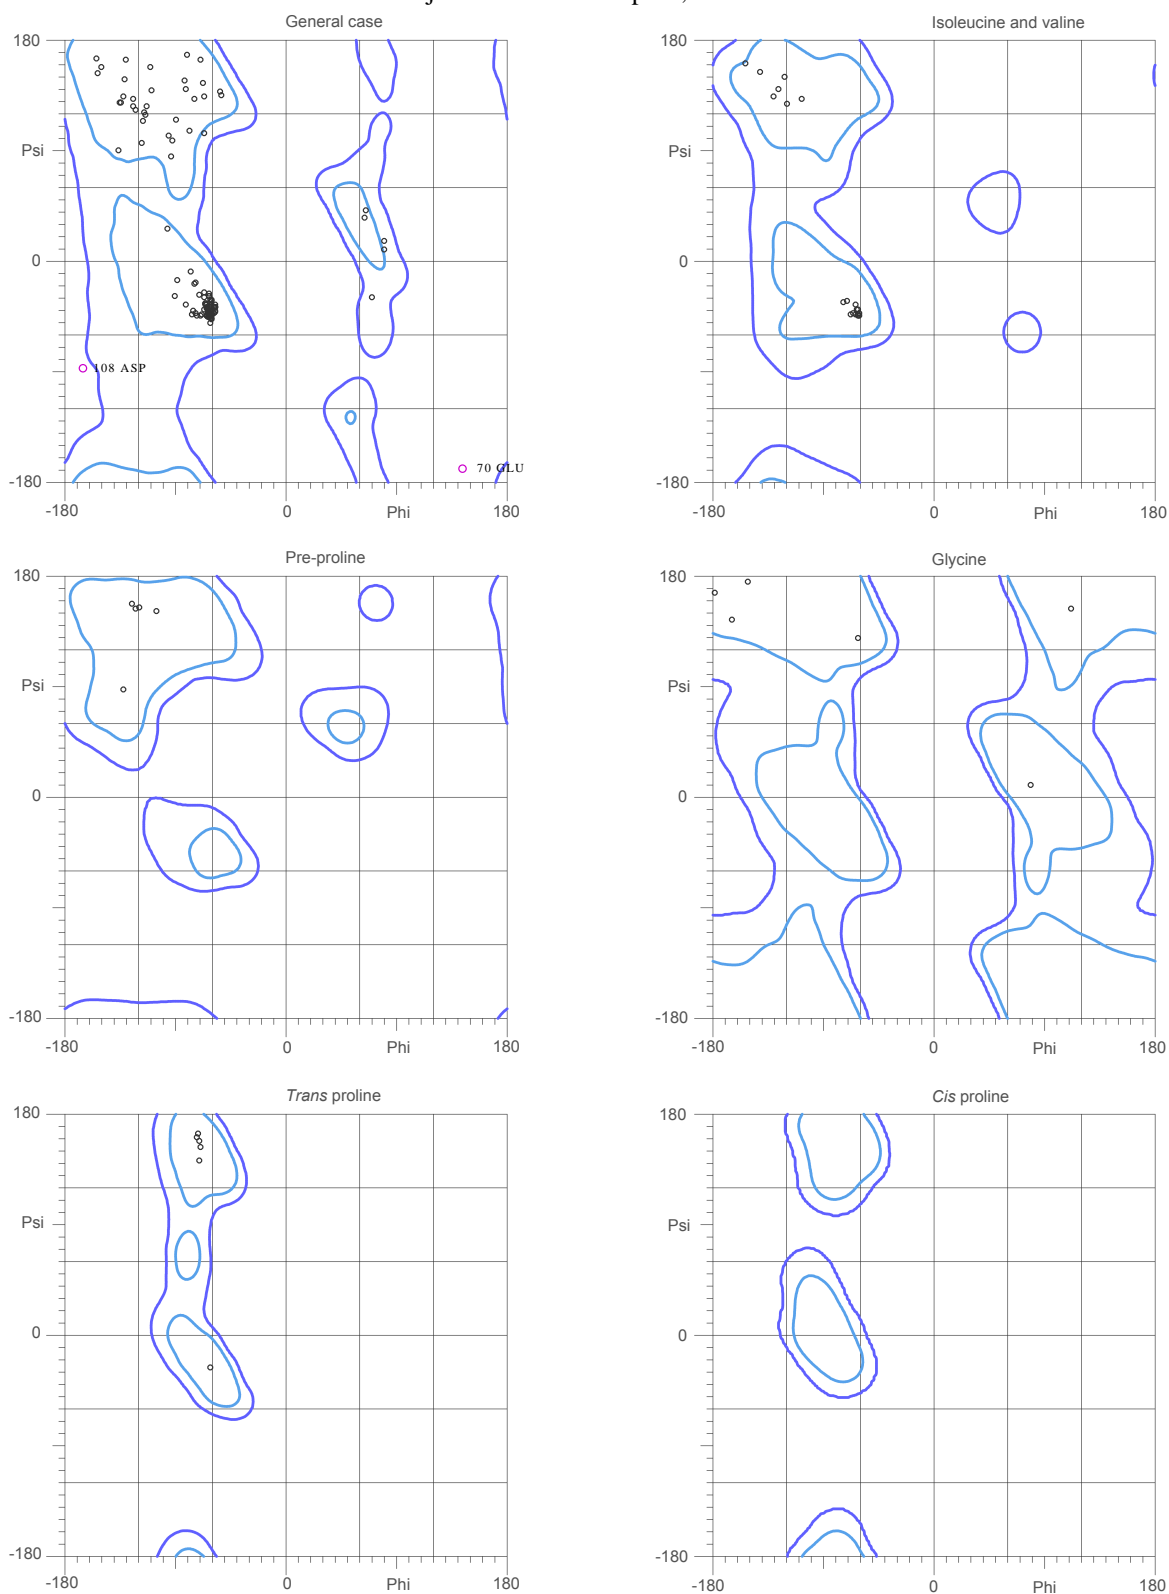 General case
Isoleucine and valine
180
180
Psi
Psi
0
0
108 ASP
70 GLU
-180
-180
-180
0
Phi
180
-180
0
Phi
180
Pre-proline
Glycine
180
180
Psi
Psi
0
0
-180
-180
-180
0
Phi
180
-180
0
Phi
180
Trans proline
Cis proline
180
180
Psi
Psi
0
0
-180
-180
-180
0
Phi
180
-180
0
Phi
180